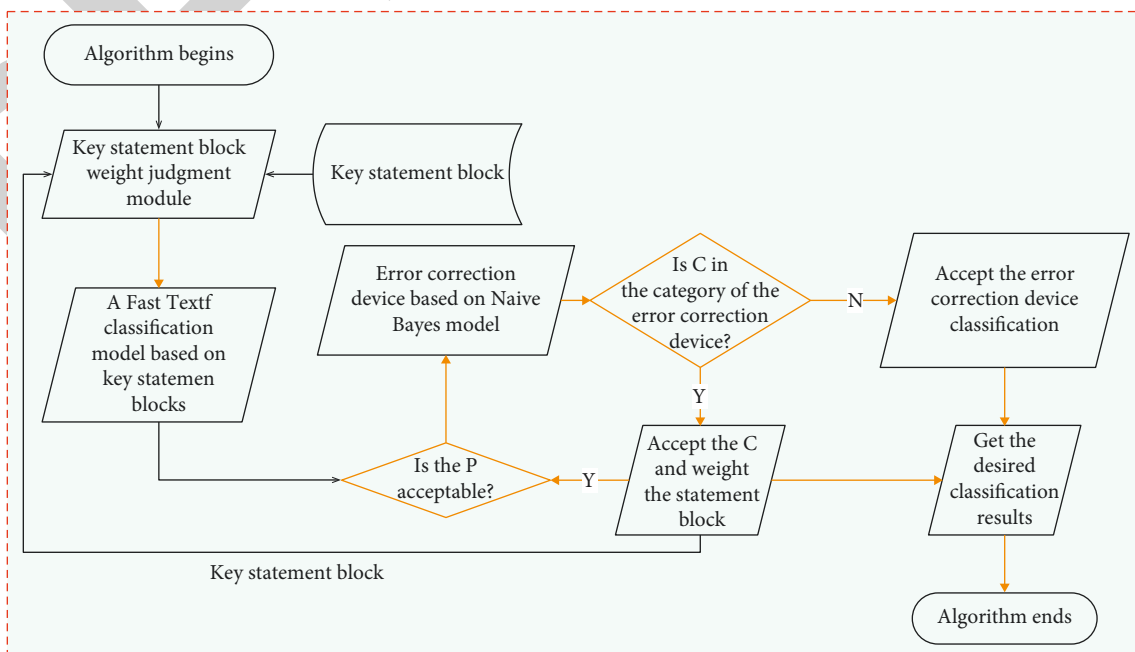 Algorithm begins
Key statement block
weight judgment
module
Key statement block
A Fast Textf
classification
model based on
key statemen
blocks
Error correction
device based on Naive
Bayes model
Is C in
the category of the
error correction
device?
N
Accept the error
correction device
classification
Y
Is the P
acceptable?
Y
Accept the C
and weight
the statement
block
Get the
desired
classification
results
Key statement block
Algorithm ends